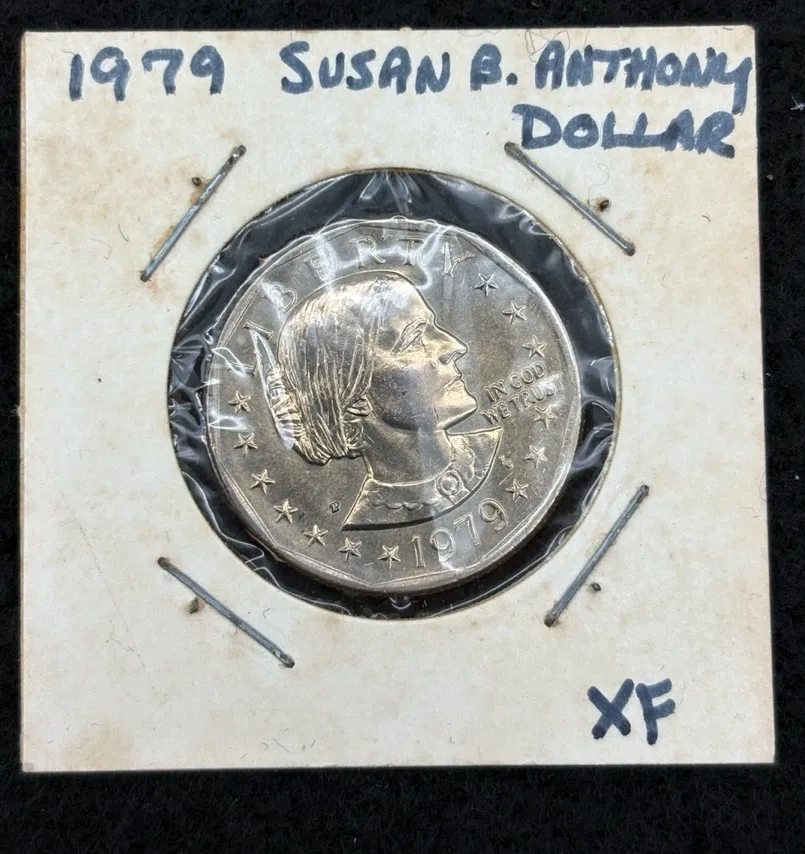 1979 SUSAN B. ANTHONY
DOLLAR
LIBERTY
IN GOD
WE TRUST
1979
XF